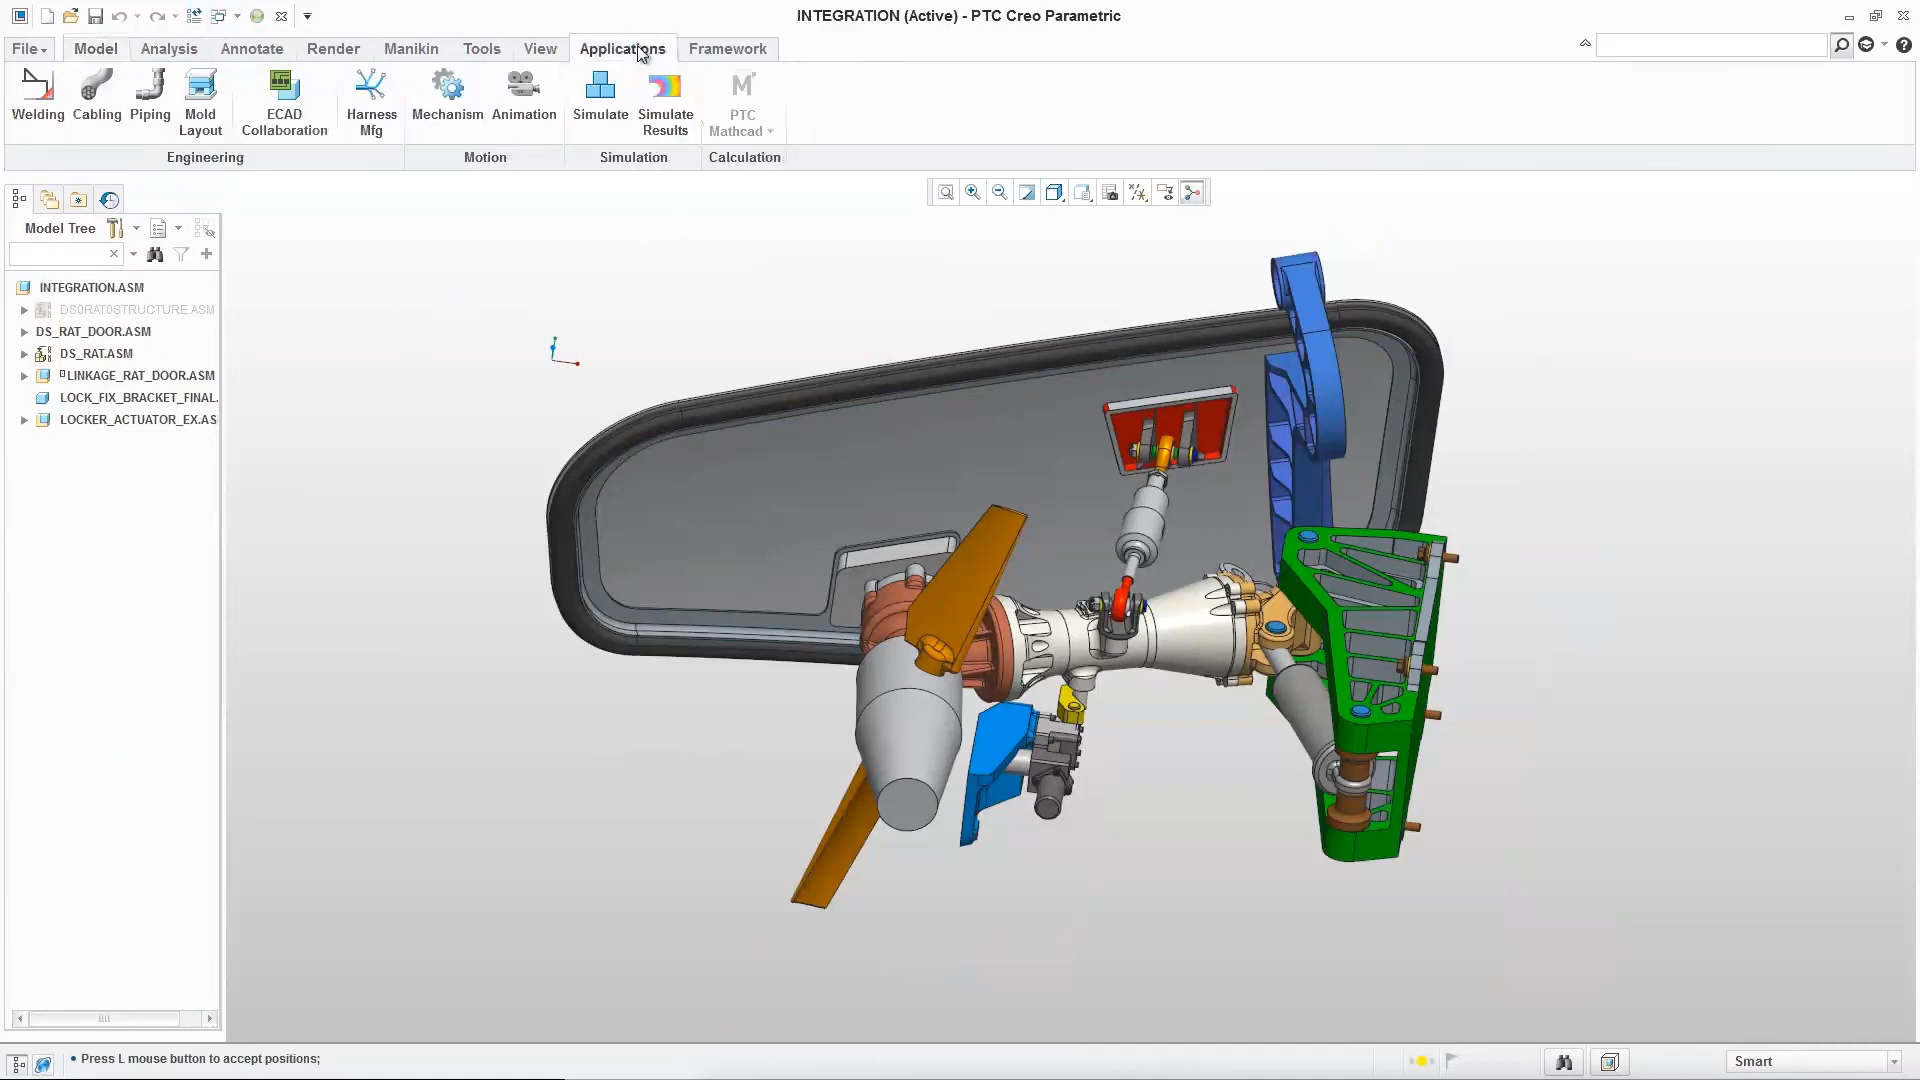 INTEGRATION (Active) - PTC Creo Parametric
File Model Analysis Annotate Render Manikin Tools View Applications Framework
Welding Cabling Piping Mold Layout ECAD Collaboration Harness Mfg Mechanism Animation Simulate Simulate Results PTC Mathcad
Engineering Motion Simulation Calculation
Model Tree
INTEGRATION.ASM
DS0RAT0STRUCTURE.ASM
DS_RAT_DOOR.ASM
DS_RAT.ASM
LINKAGE_RAT_DOOR.ASM
LOCK_FIX_BRACKET_FINAL.
LOCKER_ACTUATOR_EX.AS
• Press L mouse button to accept positions;
Smart